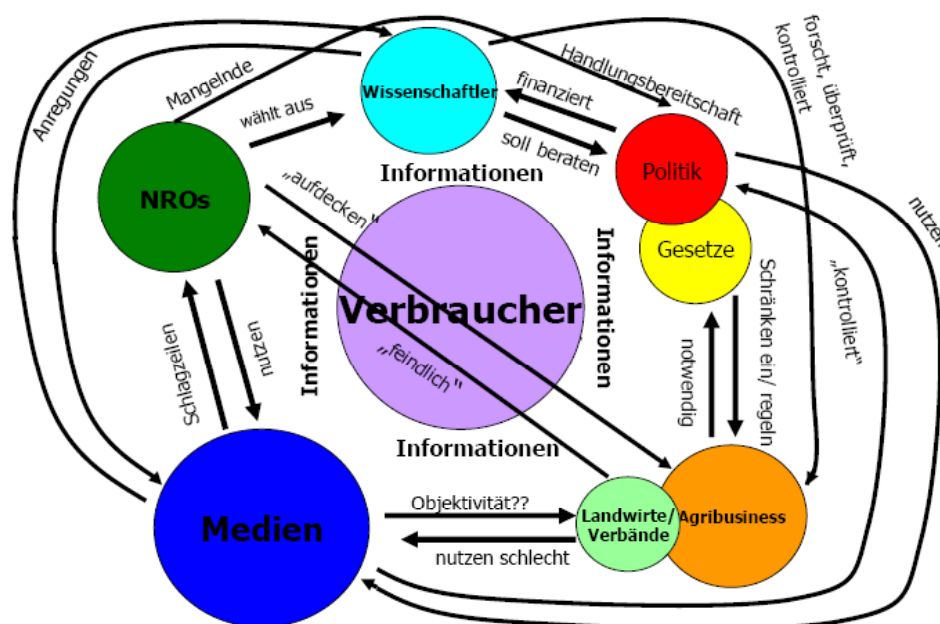 Anregungen
Mangelnde
Handlungsbereitschaft
forscht, überprüft,
kontrolliert
Wissenschaftler
finanziert
wählt aus
soll beraten
Politik
NROs
Informationen
„aufdecken“
nutzen
Gesetze
Informationen
Informationen
Verbraucher
„kontrolliert“
Schränken ein/ regeln
notwendig
„feindlich“
Schlagzeilen
nutzen
Informationen
Medien
Objektivität??
Landwirte/
Verbände
Agribusiness
nutzen schlecht